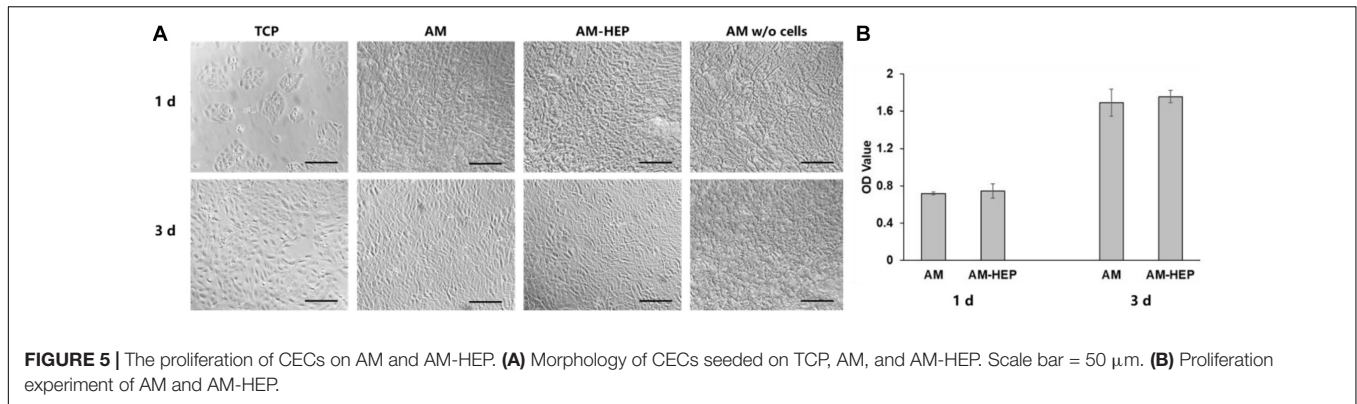 A
TCP
AM
AM-HEP
AM w/o cells
1 d
3 d
B
2
1.6
1.2
0.8
0.4
0
OD Value
AM
AM-HEP
AM
AM-HEP
1 d
3 d
FIGURE 5 | The proliferation of CECs on AM and AM-HEP. (A) Morphology of CECs seeded on TCP, AM, and AM-HEP. Scale bar = 50 μm. (B) Proliferation
experiment of AM and AM-HEP.